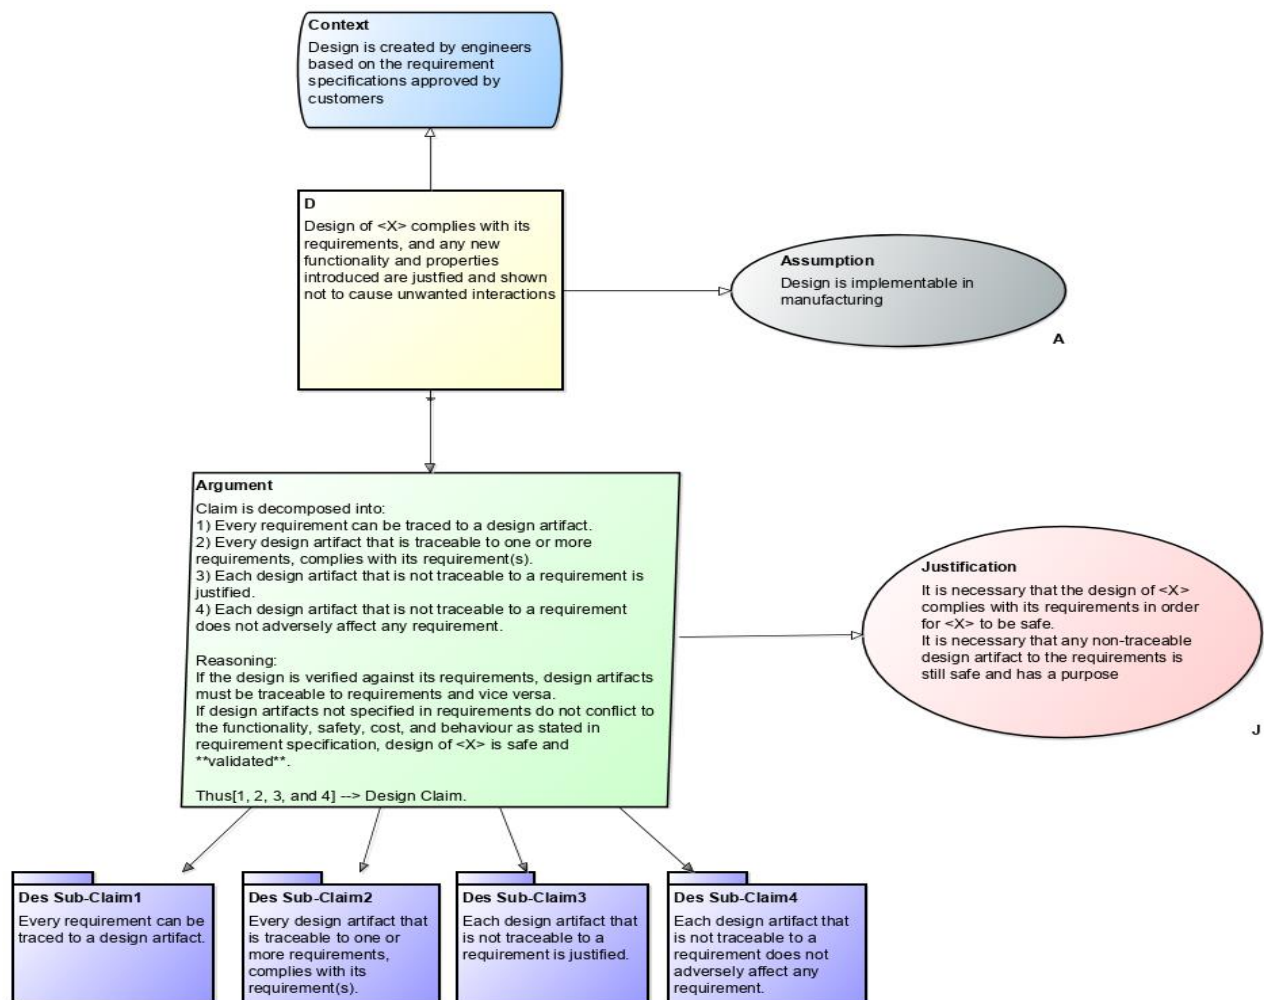 Context
Design is created by engineers
based on the requirement
specifications approved by
customers
D
Design of <X> complies with its
requirements, and any new
functionality and properties
introduced are justfied and shown
not to cause unwanted interactions
Assumption
Design is implementable in
manufacturing
A
Argument
Claim is decomposed into:
1) Every requirement can be traced to a design artifact.
2) Every design artifact that is traceable to one or more
requirements, complies with its requirement(s).
3) Each design artifact that is not traceable to a requirement is
justified.
4) Each design artifact that is not traceable to a requirement
does not adversely affect any requirement.
Reasoning:
If the design is verified against its requirements, design artifacts
must be traceable to requirements and vice versa.
If design artifacts not specified in requirements do not conflict to
the functionality, safety, cost, and behaviour as stated in
requirement specification, design of <X> is safe and
**validated**.
Thus[1, 2, 3, and 4] --> Design Claim.
Justification
It is necessary that the design of <X>
complies with its requirements in order
for <X> to be safe.
It is necessary that any non-traceable
design artifact to the requirements is
still safe and has a purpose
J
Des Sub-Claim1
Every requirement can be
traced to a design artifact.
Des Sub-Claim2
Every design artifact that
is traceable to one or
more requirements,
complies with its
requirement(s).
Des Sub-Claim3
Each design artifact that
is not traceable to a
requirement is justified.
Des Sub-Claim4
Each design artifact that
is not traceable to a
requirement does not
adversely affect any
requirement.